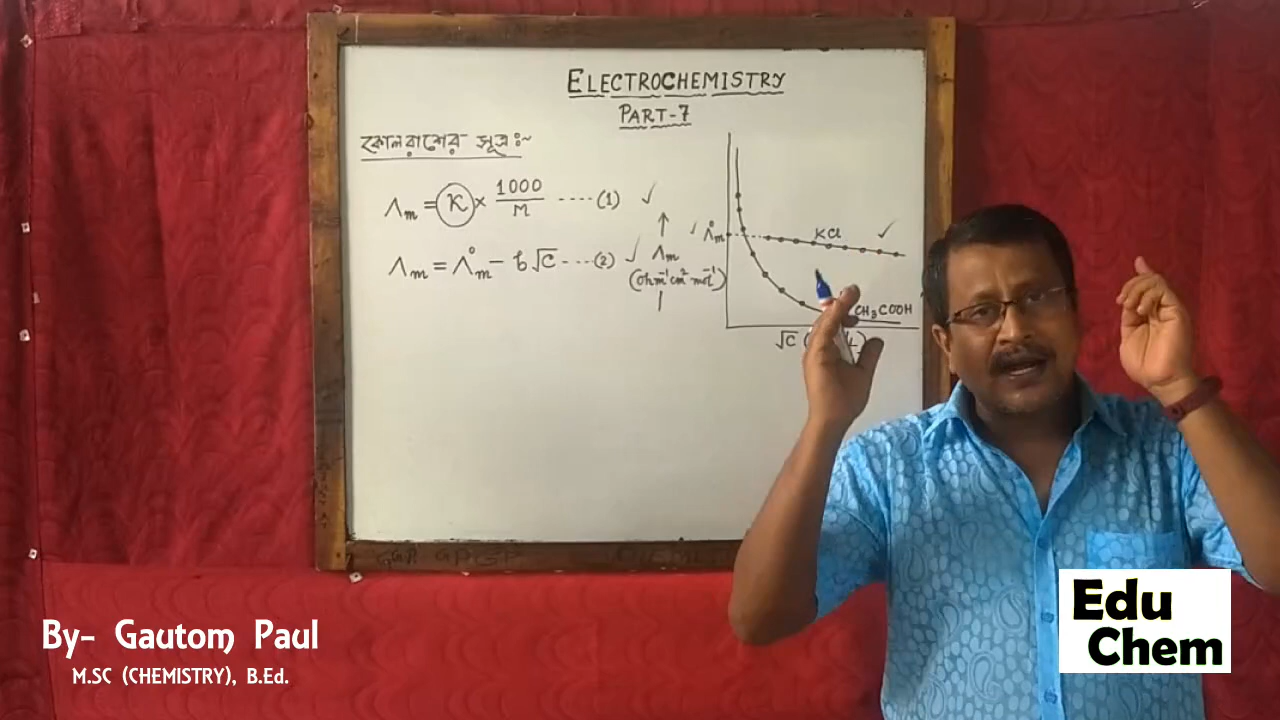 ELECTROCHEMISTRY
PART-7
কোলরাশের সূত্র ঃ~
Λm = K × 1000/M ---- (1) ✓
Λm = Λ°m - b√C ---- (2) ✓
Λm
(Ohm⁻¹cm²mol⁻¹)
✓ Λ°m
KCl ✓
CH3COOH
√C
By- Gautom Paul
M.SC (CHEMISTRY), B.Ed.
Edu
Chem